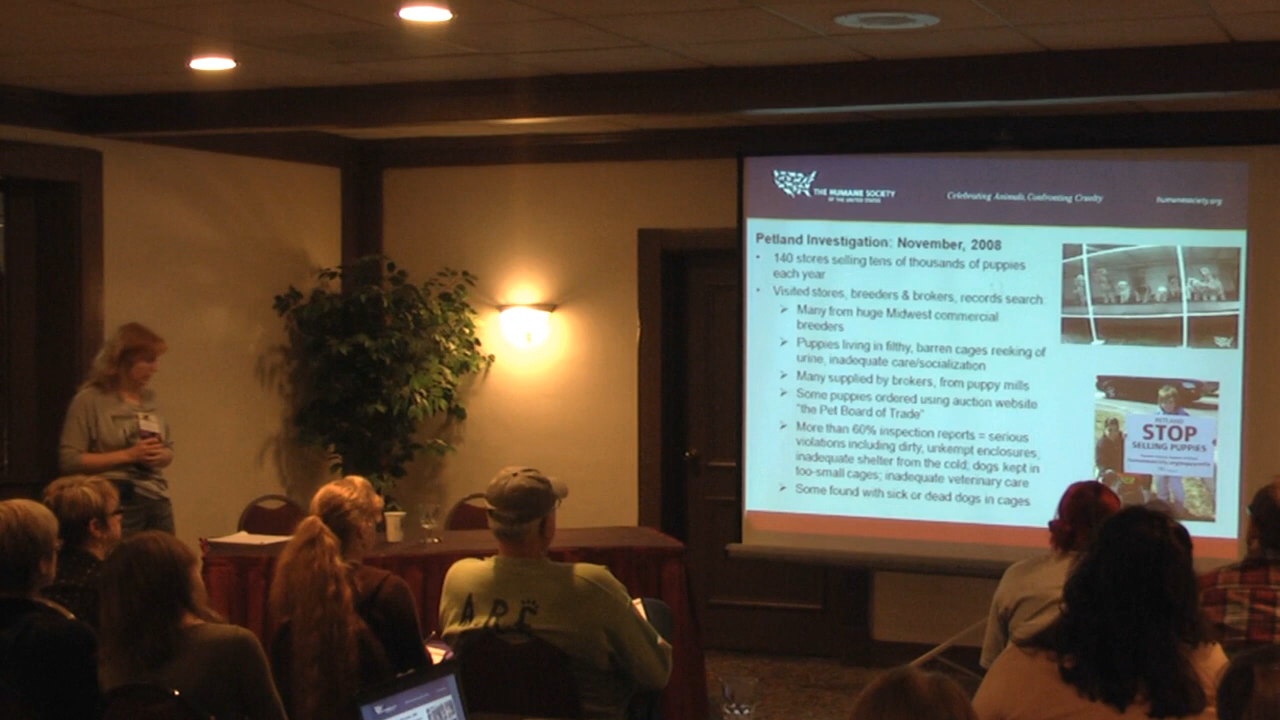 THE HUMANE SOCIETY
OF THE UNITED STATES
Celebrating Animals, Confronting Cruelty
humanesociety.org
Petland Investigation: November, 2008
• 140 stores selling tens of thousands of puppies
each year
• Visited stores, breeders & brokers, records search:
➢ Many from huge Midwest commercial
breeders
➢ Puppies living in filthy, barren cages reeking of
urine, inadequate care/socialization
➢ Many supplied by brokers, from puppy mills
➢ Some puppies ordered using auction website
"the Pet Board of Trade"
➢ More than 60% inspection reports = serious
violations including dirty, unkempt enclosures,
inadequate shelter from the cold; dogs kept in
too-small cages; inadequate veterinary care
➢ Some found with sick or dead dogs in cages
PETLAND
STOP
SELLING PUPPIES
ARF